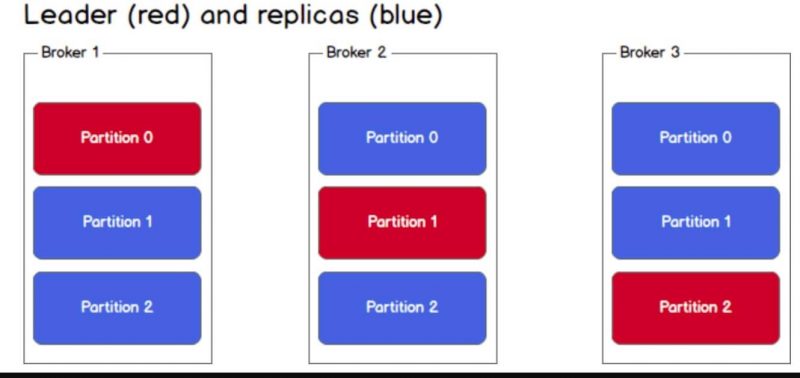 Leader (red) and replicas (blue)
Broker 1
Partition 0
Partition 1
Partition 2
Broker 2
Partition 0
Partition 1
Partition 2
Broker 3
Partition 0
Partition 1
Partition 2